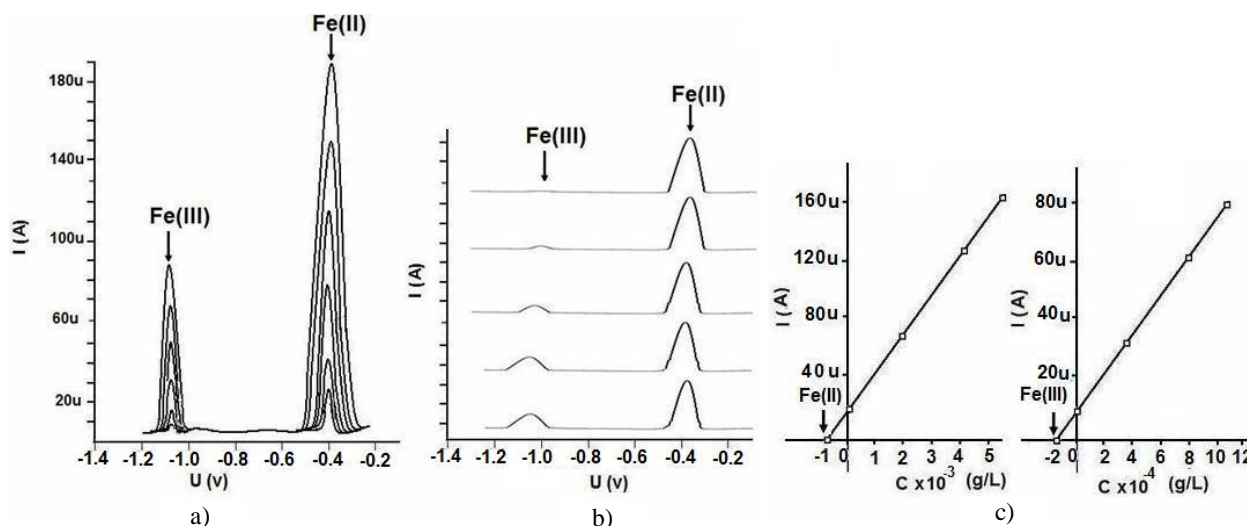 Fe(II)
180u
140u
Fe(III)
100u
I (A)
60u
20u
-1.4 -1.0 -0.8 -0.6 -0.4 -0.2
U (v)
a)
Fe(II)
Fe(III)
I (A)
-1.4 -1.2 -1.0 -0.8 -0.6 -0.4 -0.2
U (v)
b)
160u
120u
I (A)
80u
40 u
Fe(II)
-1 0 1 2 3 4 5
C x10-3 (g/L)
80u
60u
I (A)
40u
20u
Fe(III)
-2 0 2 4 6 8 10 12
C x10-4 (g/L)
c)